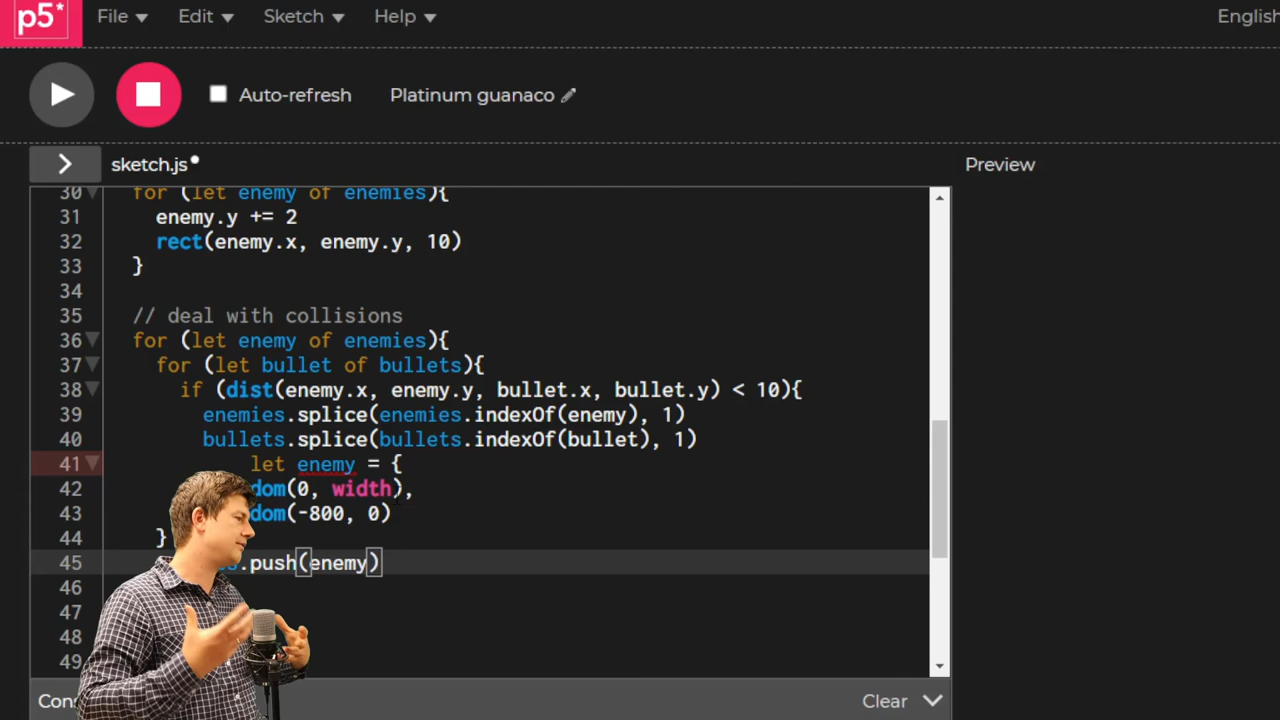 p5* File Edit Sketch Help English
Auto-refresh Platinum guanaco
sketch.js Preview
30 for (let enemy of enemies){
31 enemy.y += 2
32 rect(enemy.x, enemy.y, 10)
33 }
34
35 // deal with collisions
36 for (let enemy of enemies){
37 for (let bullet of bullets){
38 if (dist(enemy.x, enemy.y, bullet.x, bullet.y) < 10){
39 enemies.splice(enemies.indexOf(enemy), 1)
40 bullets.splice(bullets.indexOf(bullet), 1)
41 let enemy = {
42 dom(0, width),
43 dom(-800, 0)
44 }
45 .push(enemy)
46
47
48
49
Clear